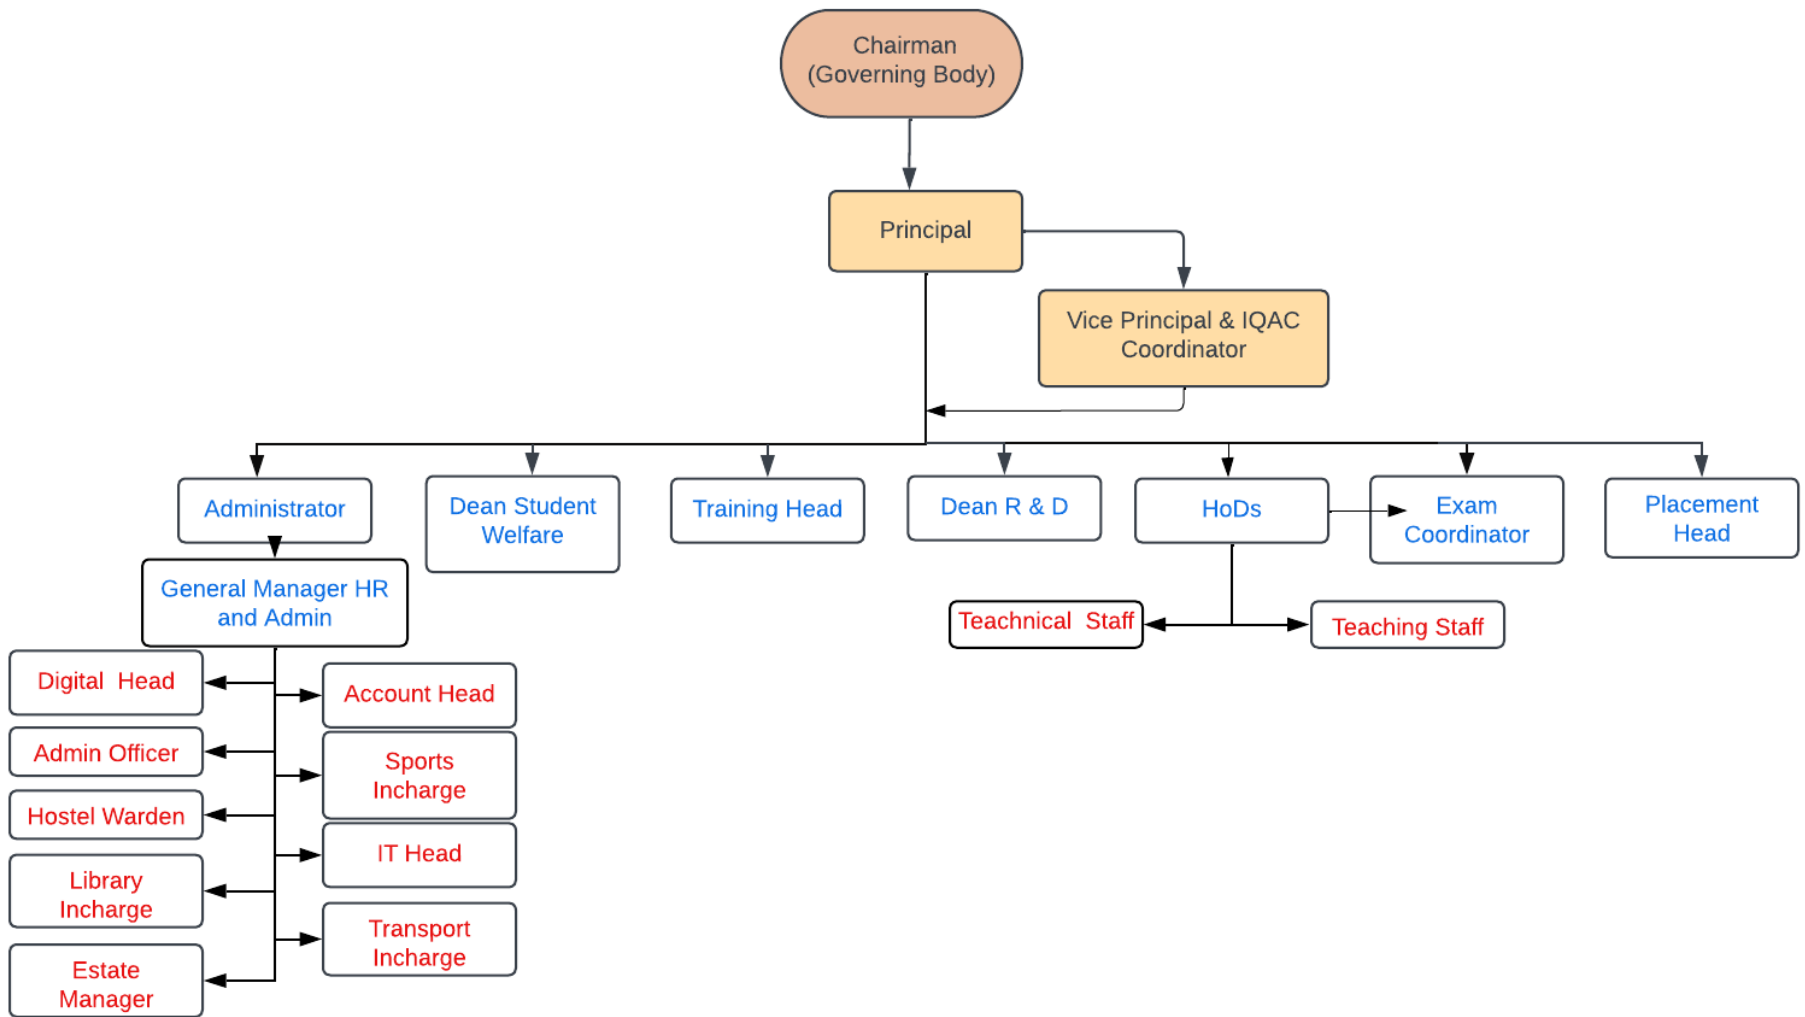 Chairman
(Governing Body)
Principal
Vice Principal & IQAC
Coordinator
Administrator
Dean Student
Welfare
Training Head
Dean R & D
HoDs
Exam
Coordinator
Placement
Head
General Manager HR
and Admin
Teachnical  Staff
Teaching Staff
Digital  Head
Account Head
Admin Officer
Sports
Incharge
Hostel Warden
IT Head
Library
Incharge
Transport
Incharge
Estate
Manager